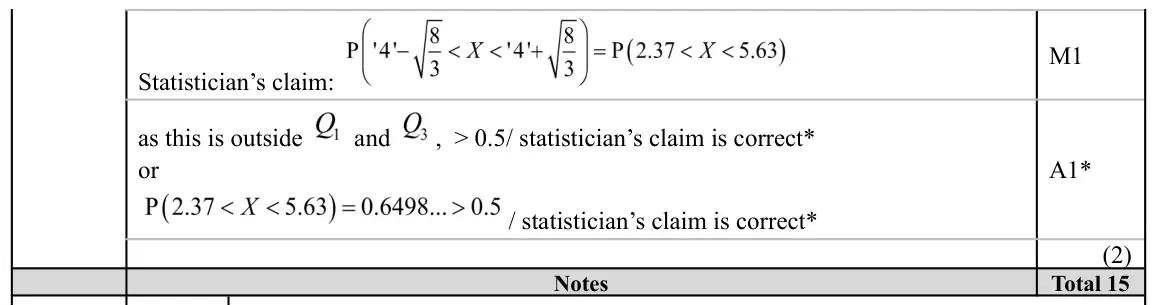 Statistician’s claim: P('4'−√(8/3) < X < '4'+√(8/3)) = P(2.37 < X < 5.63) M1
as this is outside Q₁ and Q₃ , > 0.5/ statistician’s claim is correct*
or
A1*
P(2.37 < X < 5.63) = 0.6498... > 0.5 / statistician’s claim is correct*
(2)
Notes Total 15